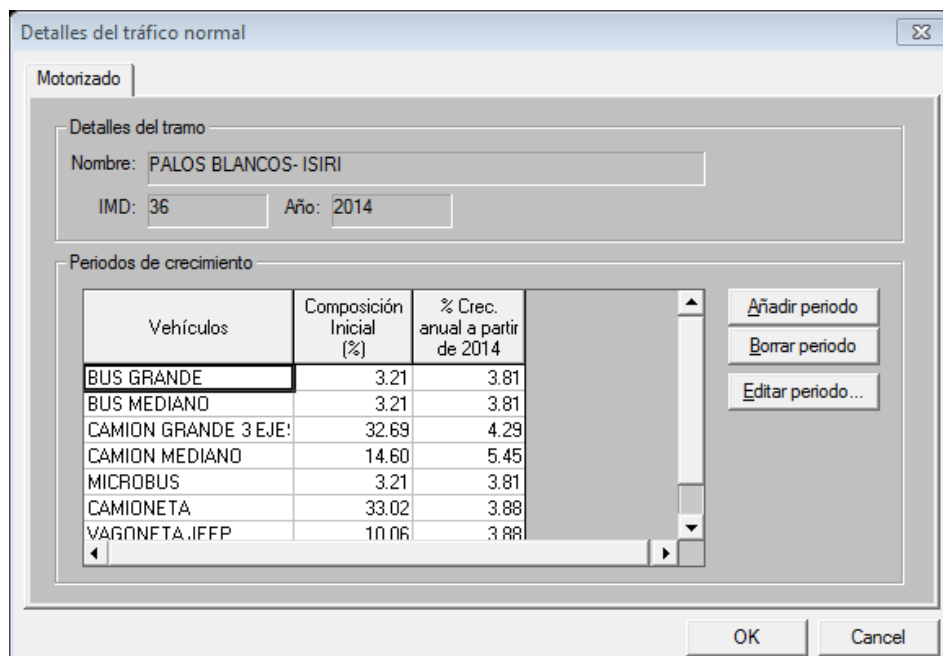 Detalles del tráfico normal
Motorizado
Detalles del tramo
Nombre: PALOS BLANCOS- ISIRI
IMD: 36 Año: 2014
Periodos de crecimiento
Vehículos Composición Inicial (%) % Crec. anual a partir de 2014
BUS GRANDE 3.21 3.81
BUS MEDIANO 3.21 3.81
CAMION GRANDE 3 EJE
CAMION MEDIANO 14.60 5.45
MICROBUS 3.21 3.81
CAMIONETA 33.02 3.88
VAGONETA JEEP 10.06 3.88
32.69 4.29
Añadir periodo
Borrar periodo
Editar periodo...
OK Cancel